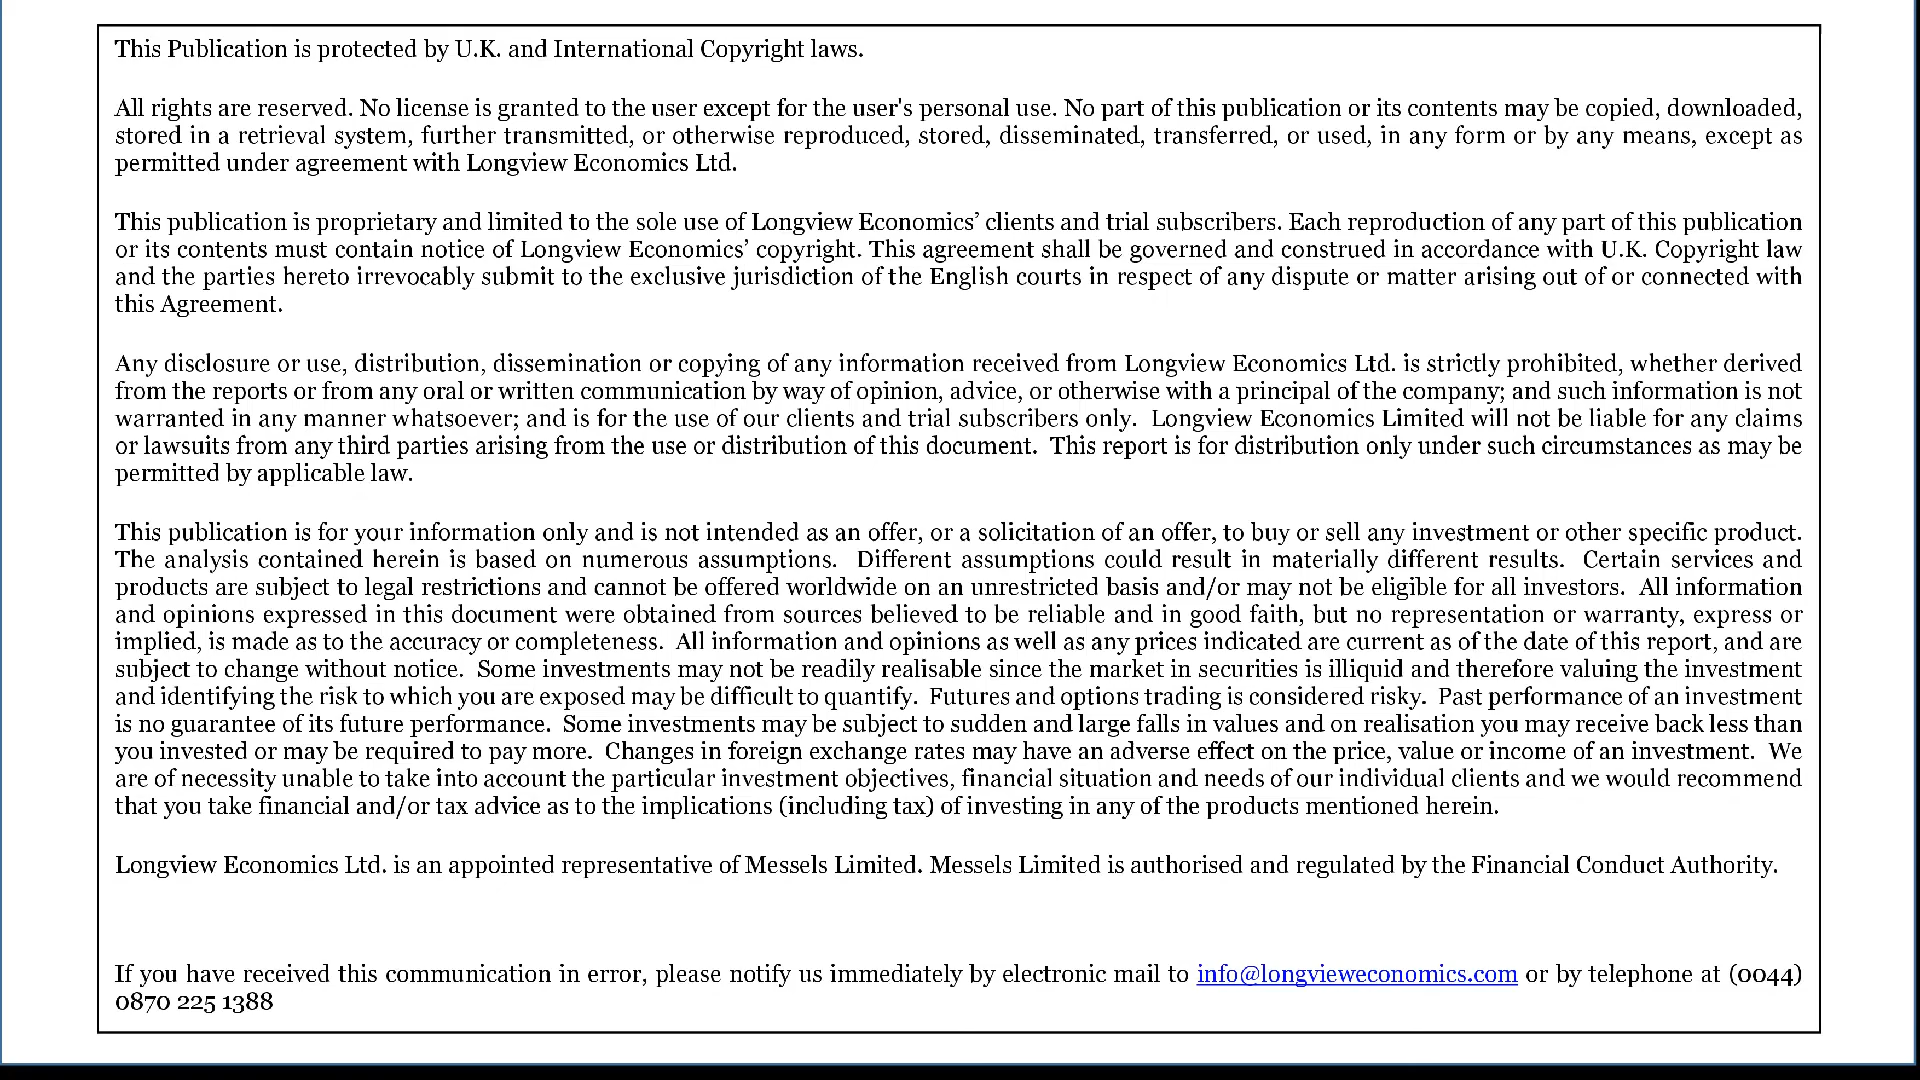 This Publication is protected by U.K. and International Copyright laws.
All rights are reserved. No license is granted to the user except for the user's personal use. No part of this publication or its contents may be copied, downloaded,
stored in a retrieval system, further transmitted, or otherwise reproduced, stored, disseminated, transferred, or used, in any form or by any means, except as
permitted under agreement with Longview Economics Ltd.
This publication is proprietary and limited to the sole use of Longview Economics’ clients and trial subscribers. Each reproduction of any part of this publication
or its contents must contain notice of Longview Economics’ copyright. This agreement shall be governed and construed in accordance with U.K. Copyright law
and the parties hereto irrevocably submit to the exclusive jurisdiction of the English courts in respect of any dispute or matter arising out of or connected with
this Agreement.
Any disclosure or use, distribution, dissemination or copying of any information received from Longview Economics Ltd. is strictly prohibited, whether derived
from the reports or from any oral or written communication by way of opinion, advice, or otherwise with a principal of the company; and such information is not
warranted in any manner whatsoever; and is for the use of our clients and trial subscribers only.  Longview Economics Limited will not be liable for any claims
or lawsuits from any third parties arising from the use or distribution of this document.  This report is for distribution only under such circumstances as may be
permitted by applicable law.
This publication is for your information only and is not intended as an offer, or a solicitation of an offer, to buy or sell any investment or other specific product.
The analysis contained herein is based on numerous assumptions.  Different assumptions could result in materially different results.  Certain services and
products are subject to legal restrictions and cannot be offered worldwide on an unrestricted basis and/or may not be eligible for all investors.  All information
and opinions expressed in this document were obtained from sources believed to be reliable and in good faith, but no representation or warranty, express or
implied, is made as to the accuracy or completeness.  All information and opinions as well as any prices indicated are current as of the date of this report, and are
subject to change without notice.  Some investments may not be readily realisable since the market in securities is illiquid and therefore valuing the investment
and identifying the risk to which you are exposed may be difficult to quantify.  Futures and options trading is considered risky.  Past performance of an investment
is no guarantee of its future performance.  Some investments may be subject to sudden and large falls in values and on realisation you may receive back less than
you invested or may be required to pay more.  Changes in foreign exchange rates may have an adverse effect on the price, value or income of an investment.  We
are of necessity unable to take into account the particular investment objectives, financial situation and needs of our individual clients and we would recommend
that you take financial and/or tax advice as to the implications (including tax) of investing in any of the products mentioned herein.
Longview Economics Ltd. is an appointed representative of Messels Limited. Messels Limited is authorised and regulated by the Financial Conduct Authority.
If you have received this communication in error, please notify us immediately by electronic mail to info@longvieweconomics.com or by telephone at (0044)
0870 225 1388